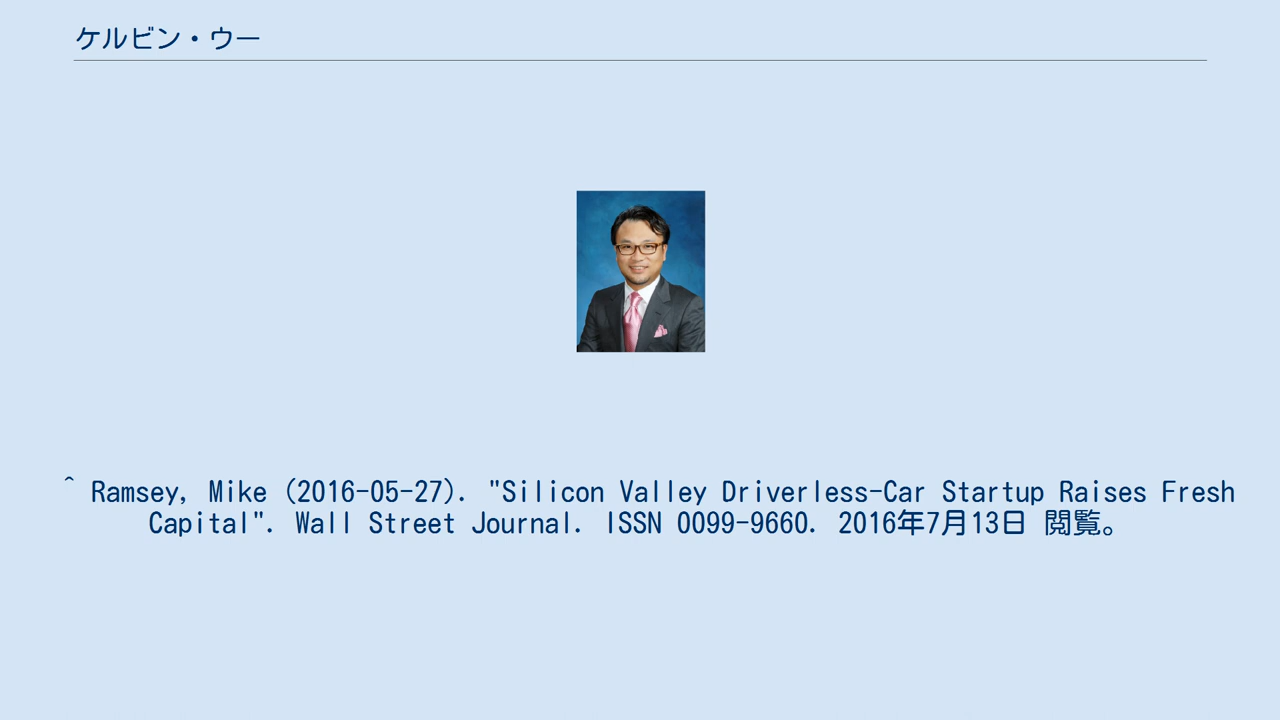 ケルビン・ウー
^ Ramsey, Mike (2016-05-27). "Silicon Valley Driverless-Car Startup Raises Fresh
Capital". Wall Street Journal. ISSN 0099-9660. 2016年7月13日 閲覧。